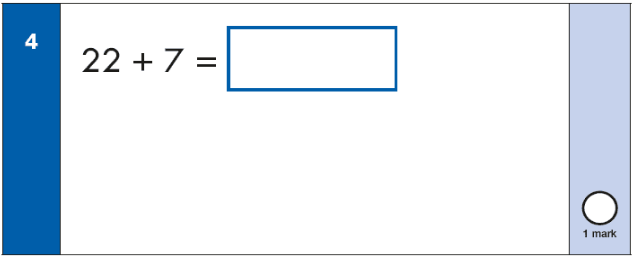 4
22 + 7 =
1 mark